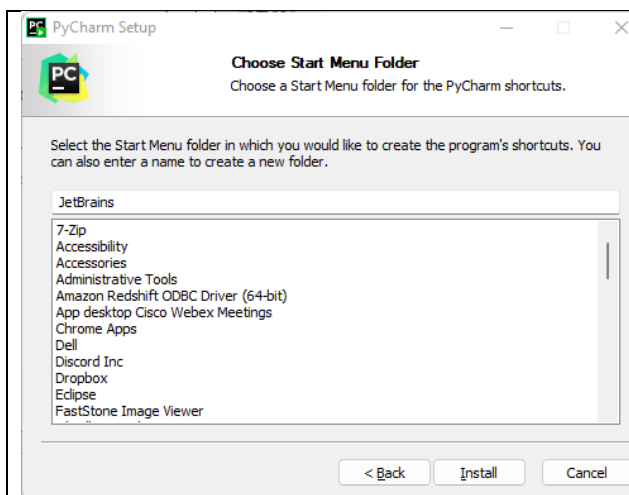 PC PyCharm Setup
PC
Choose Start Menu Folder
Choose a Start Menu folder for the PyCharm shortcuts.
Select the Start Menu folder in which you would like to create the program's shortcuts. You
can also enter a name to create a new folder.
JetBrains
7-Zip
Accessibility
Accessories
Administrative Tools
Amazon Redshift ODBC Driver (64-bit)
App desktop Cisco Webex Meetings
Chrome Apps
Dell
Discord Inc
Dropbox
Eclipse
FastStone Image Viewer
< Back Install Cancel